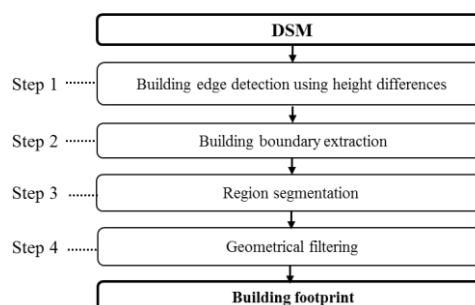 DSM
Step 1 Building edge detection using height differences
Step 2 Building boundary extraction
Step 3 Region segmentation
Step 4 Geometrical filtering
Building footprint